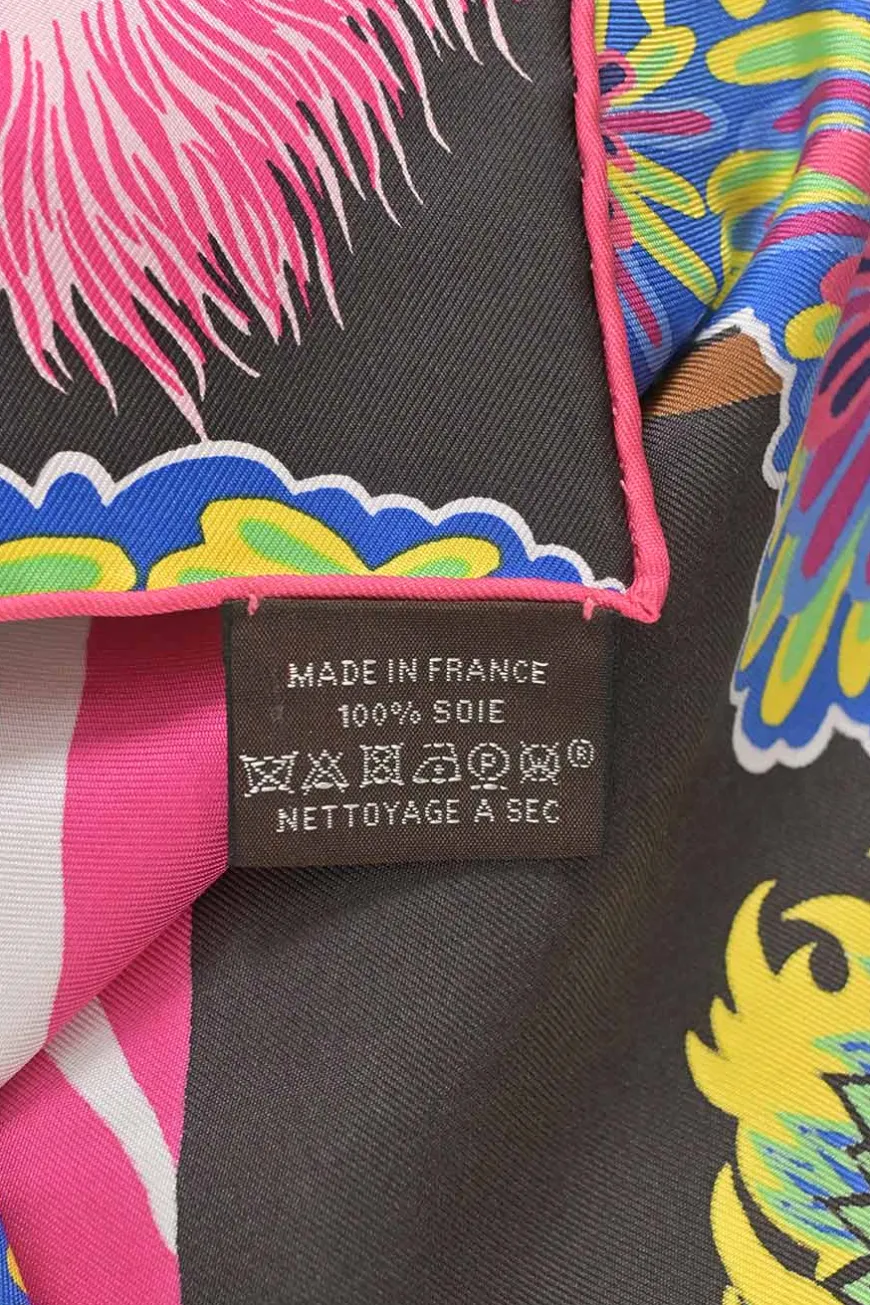 MADE IN FRANCE
100% SOIE
P W ®
NETTOYAGE A SEC